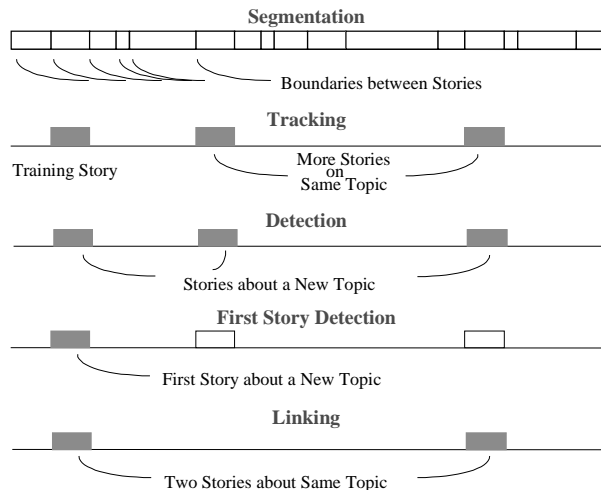 Segmentation
Boundaries between Stories
Tracking
Training Story
More Stories
on
Same Topic
Detection
Stories about a New Topic
First Story Detection
First Story about a New Topic
Linking
Two Stories about Same Topic